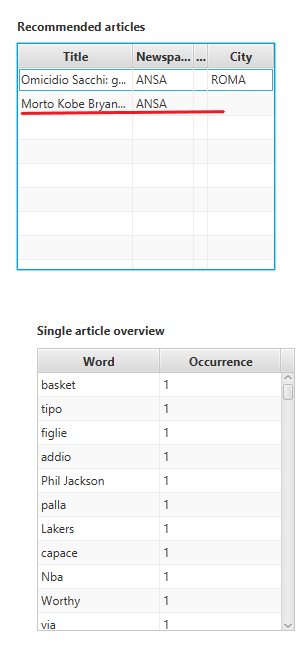 Recommended articles
Title Newspa... ... City
Omicidio Sacchi: g... ANSA ROMA
Morto Kobe Bryan... ANSA
Single article overview
Word Occurrence
basket 1
tipo 1
figlie 1
addio 1
Phil Jackson 1
palla 1
Lakers 1
capace 1
Nba 1
Worthy 1
via 1